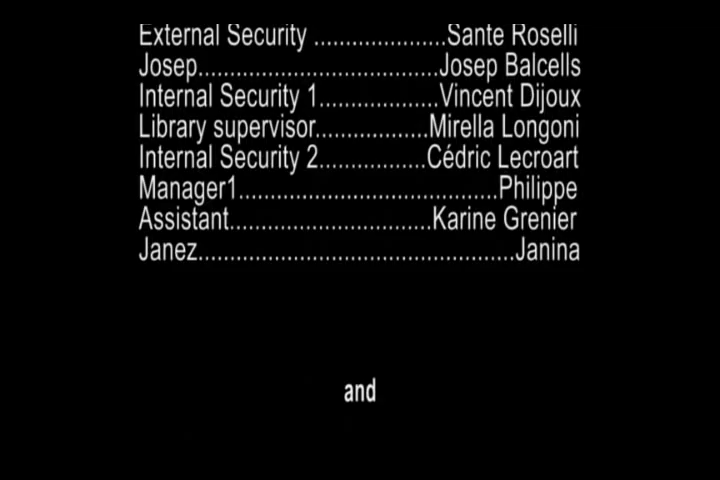 External Security .....................Sante Roselli
Josep......................................Josep Balcells
Internal Security 1...................Vincent Dijoux
Library supervisor..................Mirella Longoni
Internal Security 2.................Cédric Lecroart
Manager1.........................................Philippe
Assistant................................Karine Grenier
Janez..................................................Janina
and